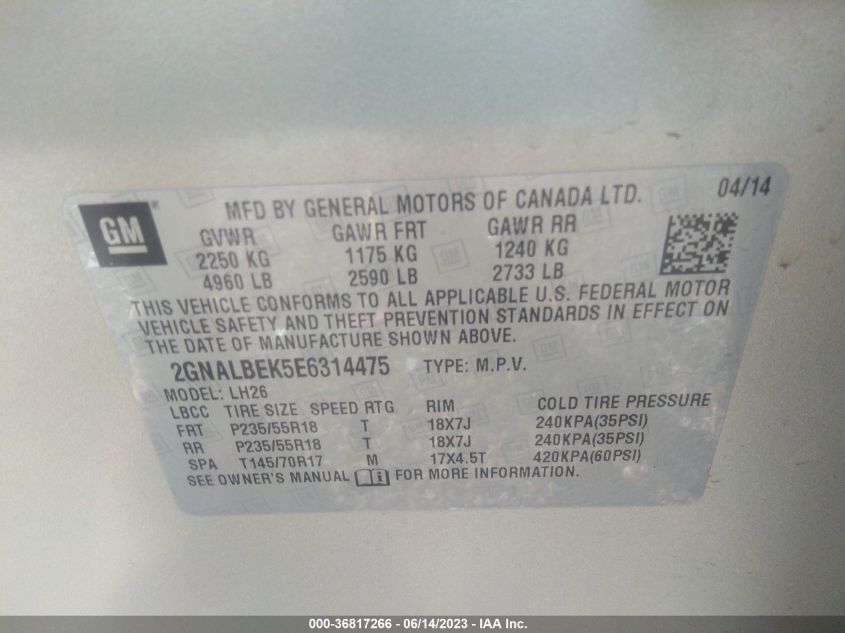 GM ® MFD BY GENERAL MOTORS OF CANADA LTD. 04/14
GVWR GAWR FRT GAWR RR
2250 KG 1175 KG 1240 KG
4960 LB 2590 LB 2733 LB
THIS VEHICLE CONFORMS TO ALL APPLICABLE U.S. FEDERAL MOTOR
VEHICLE SAFETY AND THEFT PREVENTION STANDARDS IN EFFECT ON
THE DATE OF MANUFACTURE SHOWN ABOVE.
2GNALBEK5E6314475 TYPE: M.P.V.
MODEL: LH26
LBCC TIRE SIZE SPEED RTG RIM COLD TIRE PRESSURE
FRT P235/55R18 T 18X7J 240KPA(35PSI)
RR P235/55R18 T 18X7J 240KPA(35PSI)
SPA T145/70R17 M 17X4.5T 420KPA(60PSI)
SEE OWNER'S MANUAL FOR MORE INFORMATION.
000-36817266 - 06/14/2023 - IAA Inc.